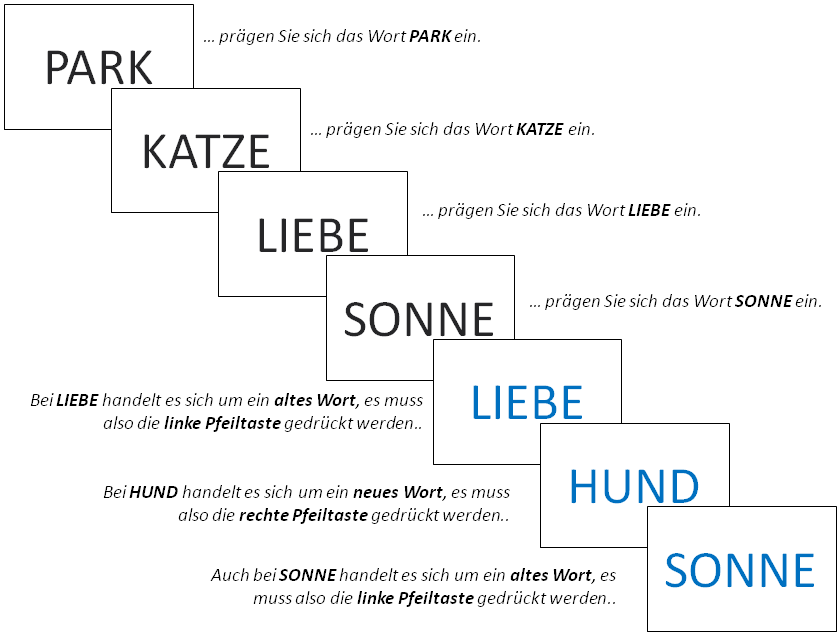 PARK
... prägen Sie sich das Wort PARK ein.
KATZE
... prägen Sie sich das Wort KATZE ein.
LIEBE
... prägen Sie sich das Wort LIEBE ein.
SONNE
... prägen Sie sich das Wort SONNE ein.
LIEBE
Bei LIEBE handelt es sich um ein altes Wort, es muss
also die linke Pfeiltaste gedrückt werden..
HUND
Bei HUND handelt es sich um ein neues Wort, es muss
also die rechte Pfeiltaste gedrückt werden..
SONNE
Auch bei SONNE handelt es sich um ein altes Wort, es
muss also die linke Pfeiltaste gedrückt werden..